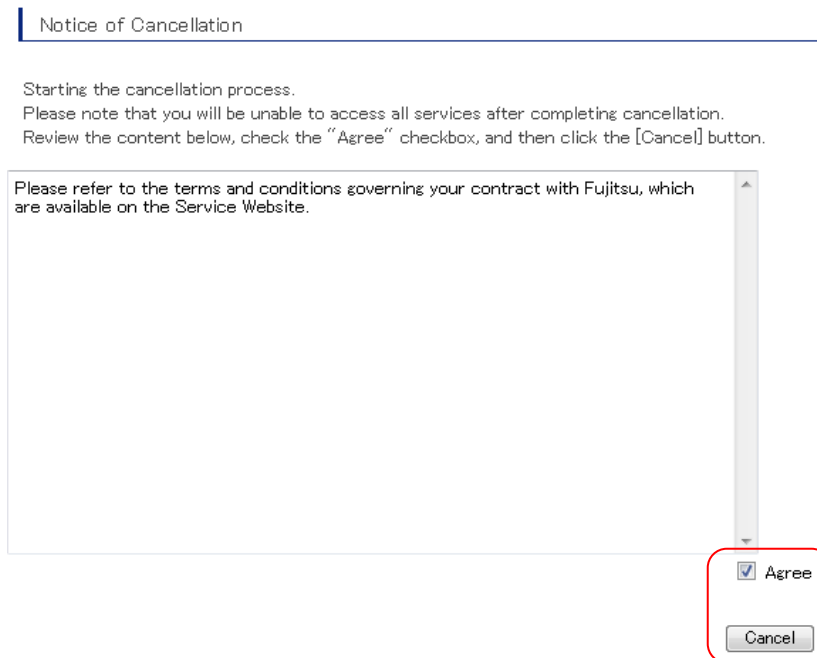 Notice of Cancellation
Starting the cancellation process.
Please note that you will be unable to access all services after completing cancellation.
Review the content below, check the "Agree" checkbox, and then click the [Cancel] button.
Please refer to the terms and conditions governing your contract with Fujitsu, which
are available on the Service Website.
Agree
Cancel